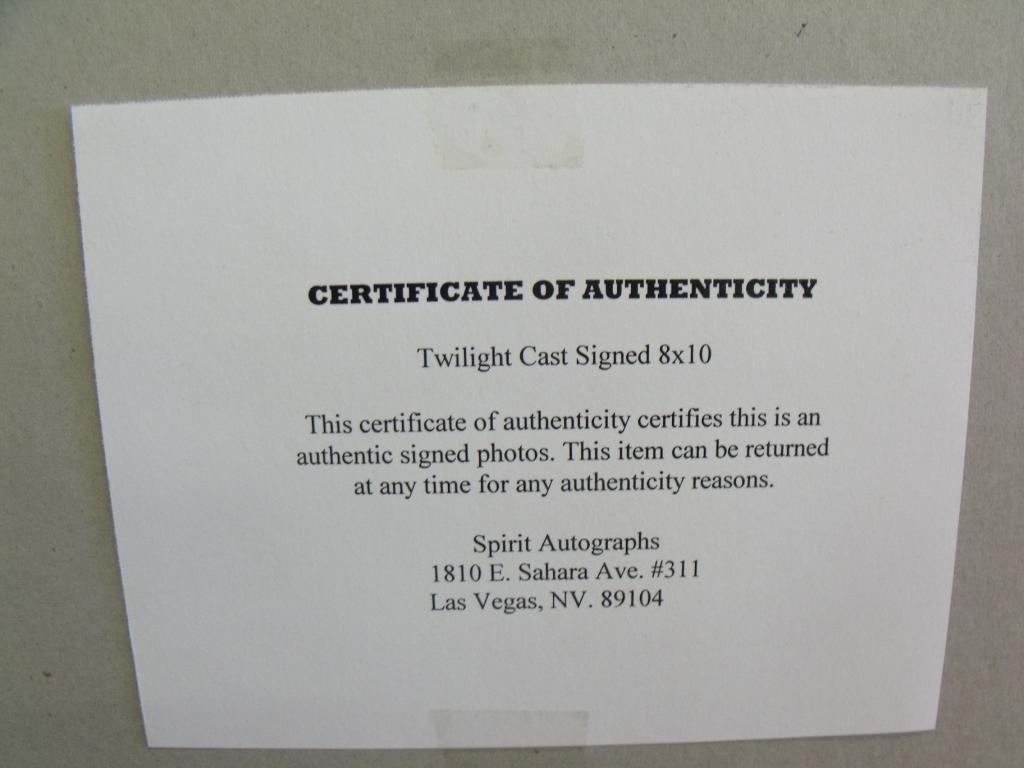 CERTIFICATE OF AUTHENTICITY
Twilight Cast Signed 8x10
This certificate of authenticity certifies this is an
authentic signed photos. This item can be returned
at any time for any authenticity reasons.
Spirit Autographs
1810 E. Sahara Ave. #311
Las Vegas, NV. 89104